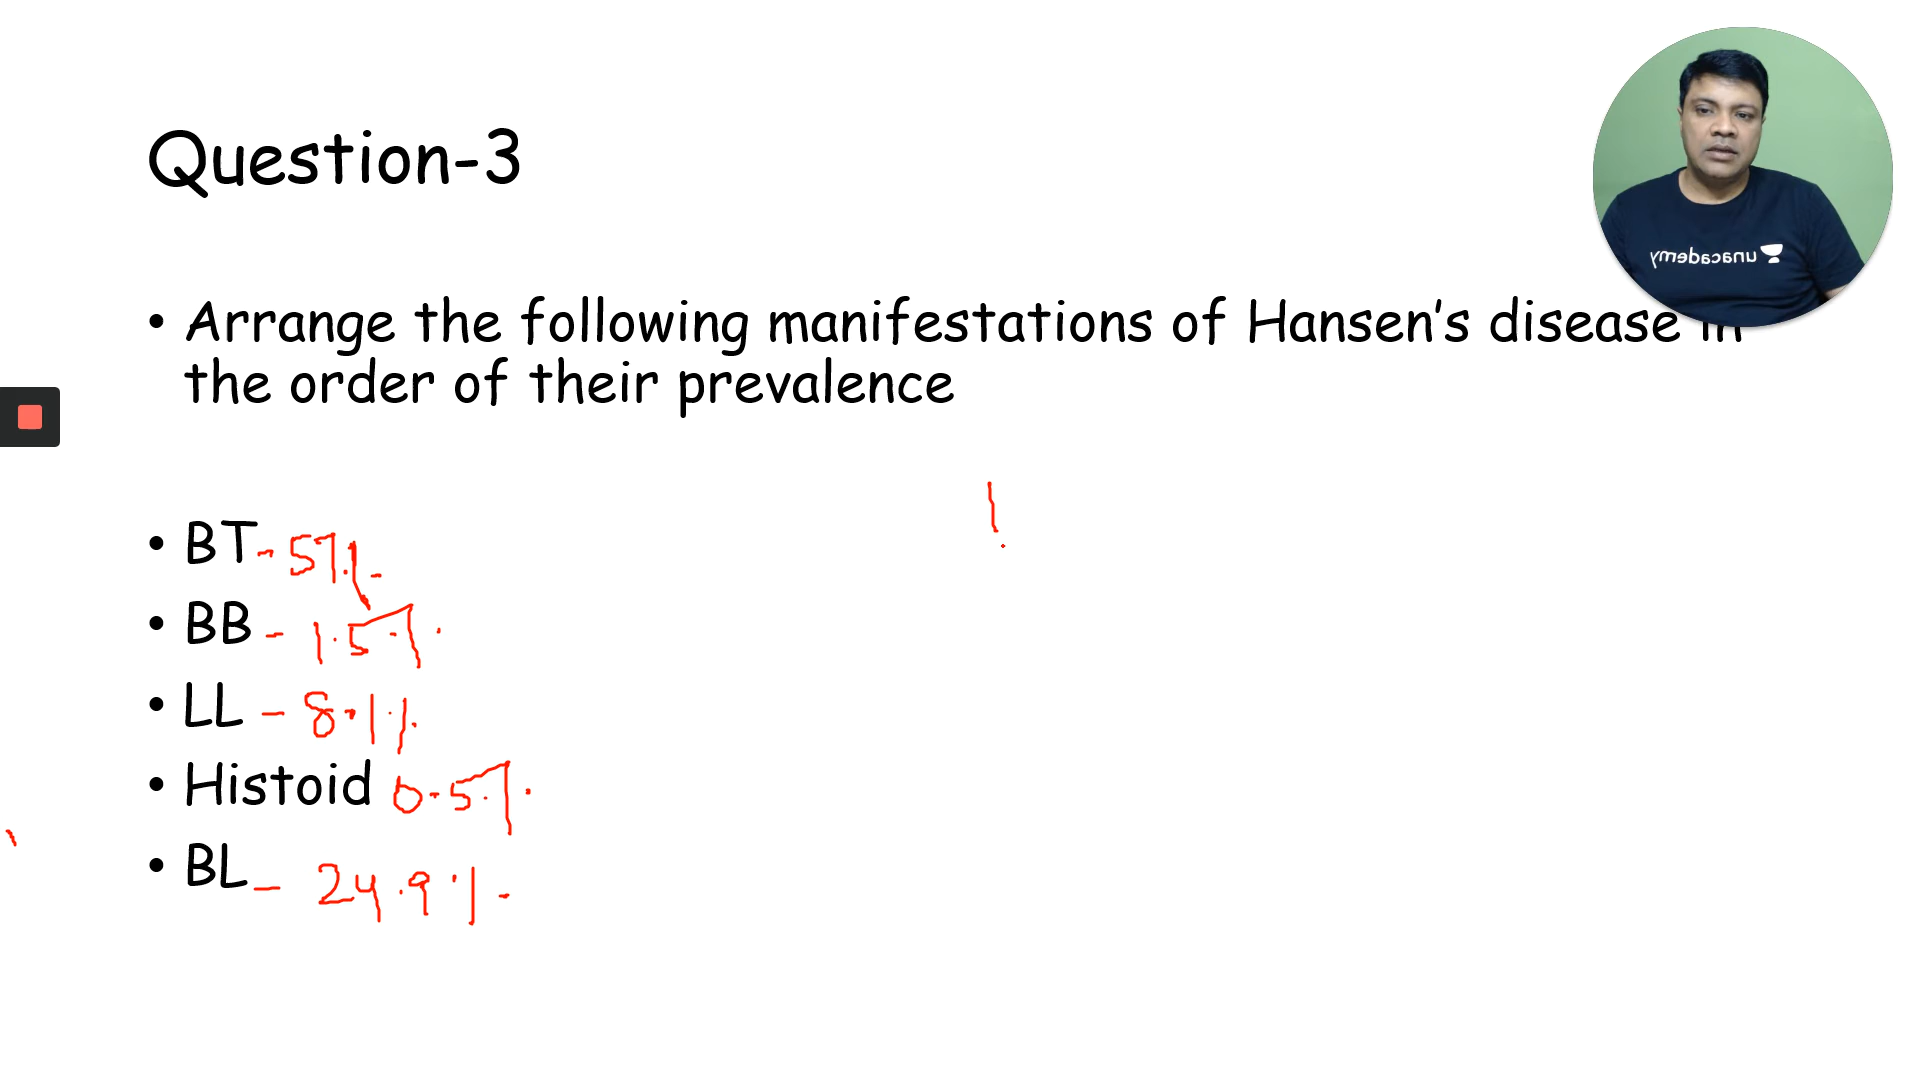 Question-3
• Arrange the following manifestations of Hansen's disease in
the order of their prevalence
• BT - 57%
• BB - 1.5%
• LL - 8.1%
• Histoid 0.5%
• BL - 24.9%
unacademy